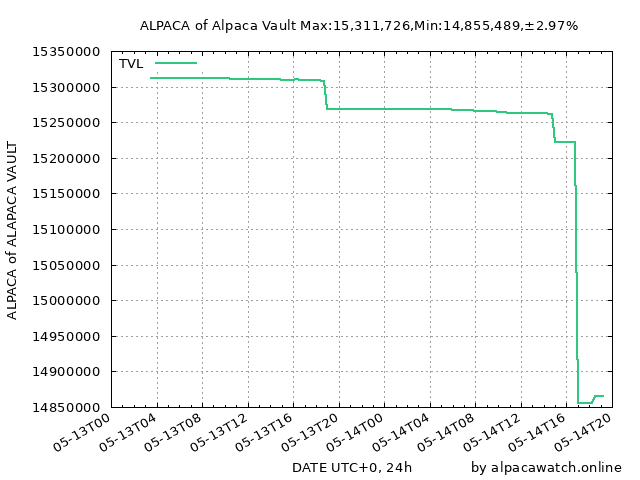 ALPACA of Alpaca Vault Max:15,311,726,Min:14,855,489,±2.97%
TVL
15350000
15300000
15250000
15200000
15150000
15100000
15050000
15000000
14950000
14900000
14850000
ALPACA of ALAPACA VAULT
05-13T00
05-13T04
05-13T08
05-13T12
05-13T16
05-13T20
05-14T00
05-14T04
05-14T08
05-14T12
05-14T16
05-14T20
DATE UTC+0, 24h
by alpacawatch.online